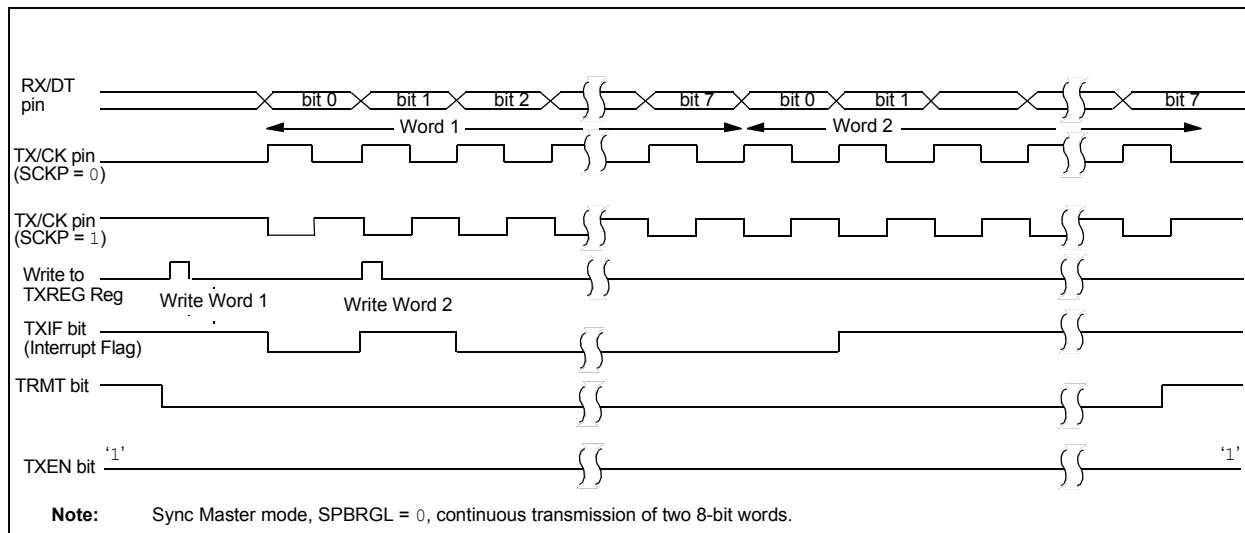 RX/DT
pin
bit 0 bit 1 bit 2 bit 7 bit 0 bit 1 bit 7
Word 1 Word 2
TX/CK pin
(SCKP = 0)
TX/CK pin
(SCKP = 1)
Write to
TXREG Reg
Write Word 1 Write Word 2
TXIF bit
(Interrupt Flag)
TRMT bit
TXEN bit
‘1’ ‘1’
Note: Sync Master mode, SPBRGL = 0, continuous transmission of two 8-bit words.